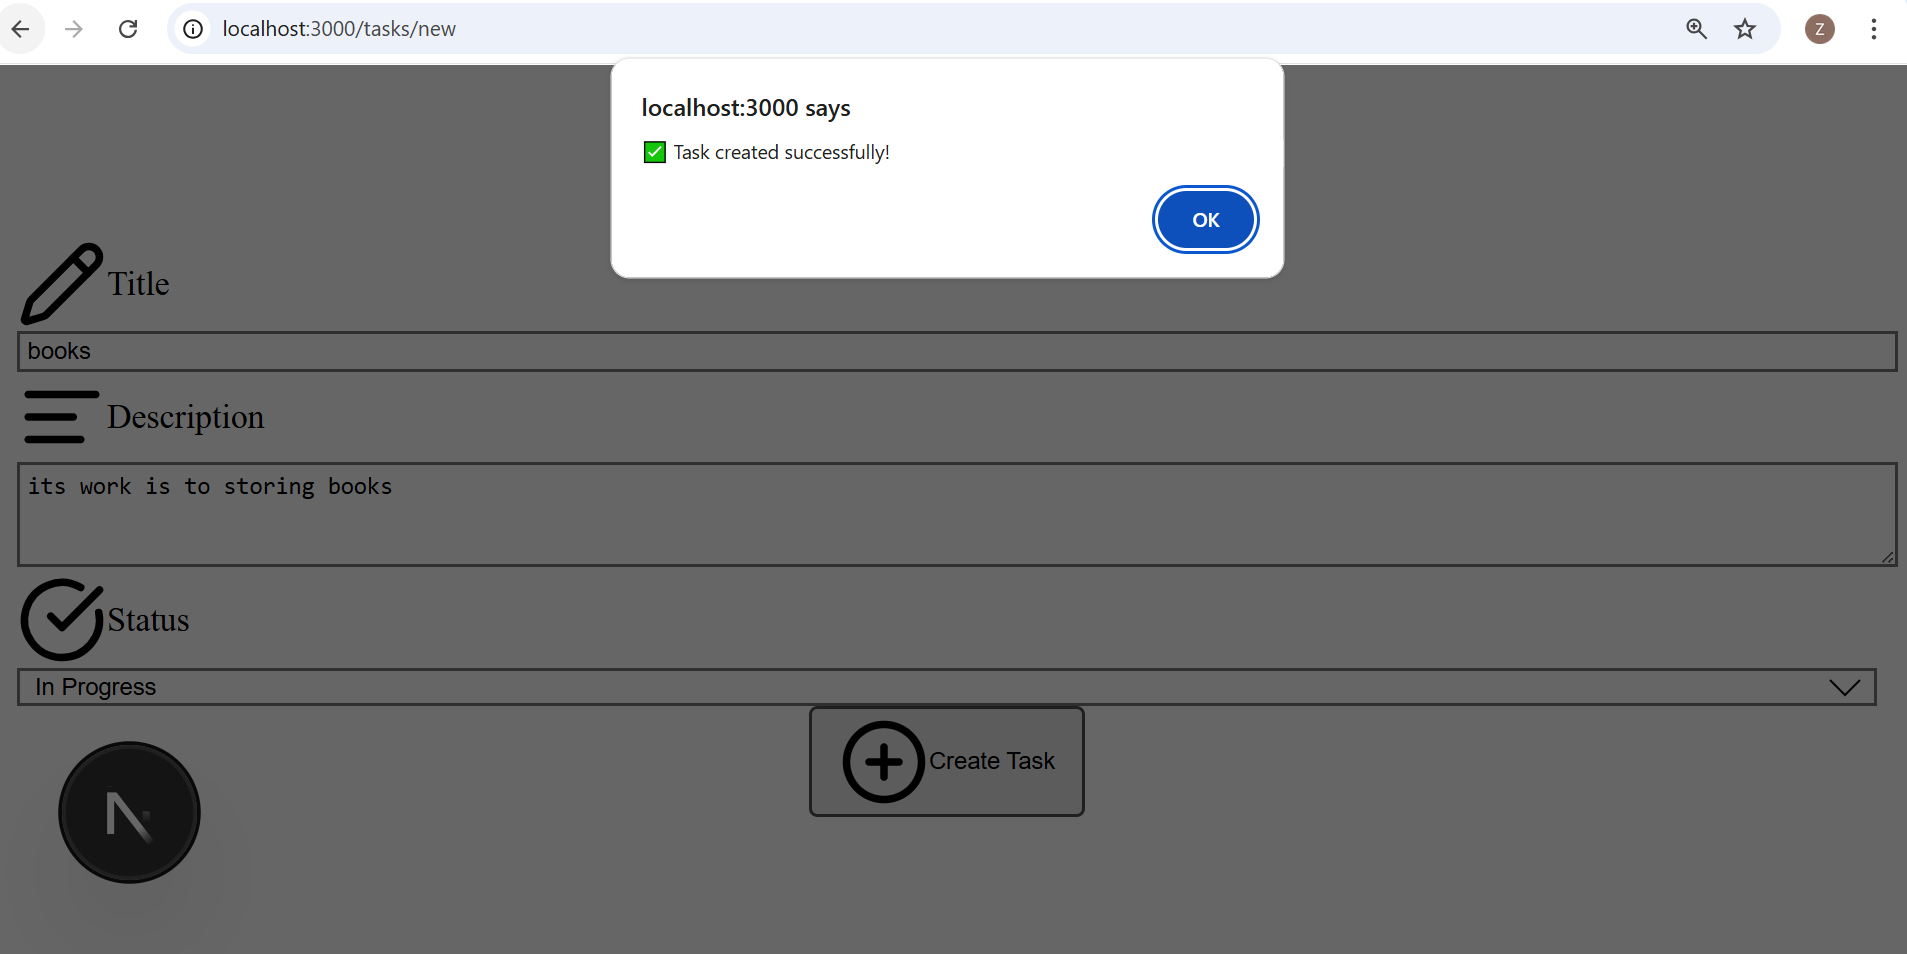 localhost:3000/tasks/new
Z
localhost:3000 says
✅ Task created successfully!
OK
Title
books
Description
its work is to storing books
Status
In Progress
Create Task
N